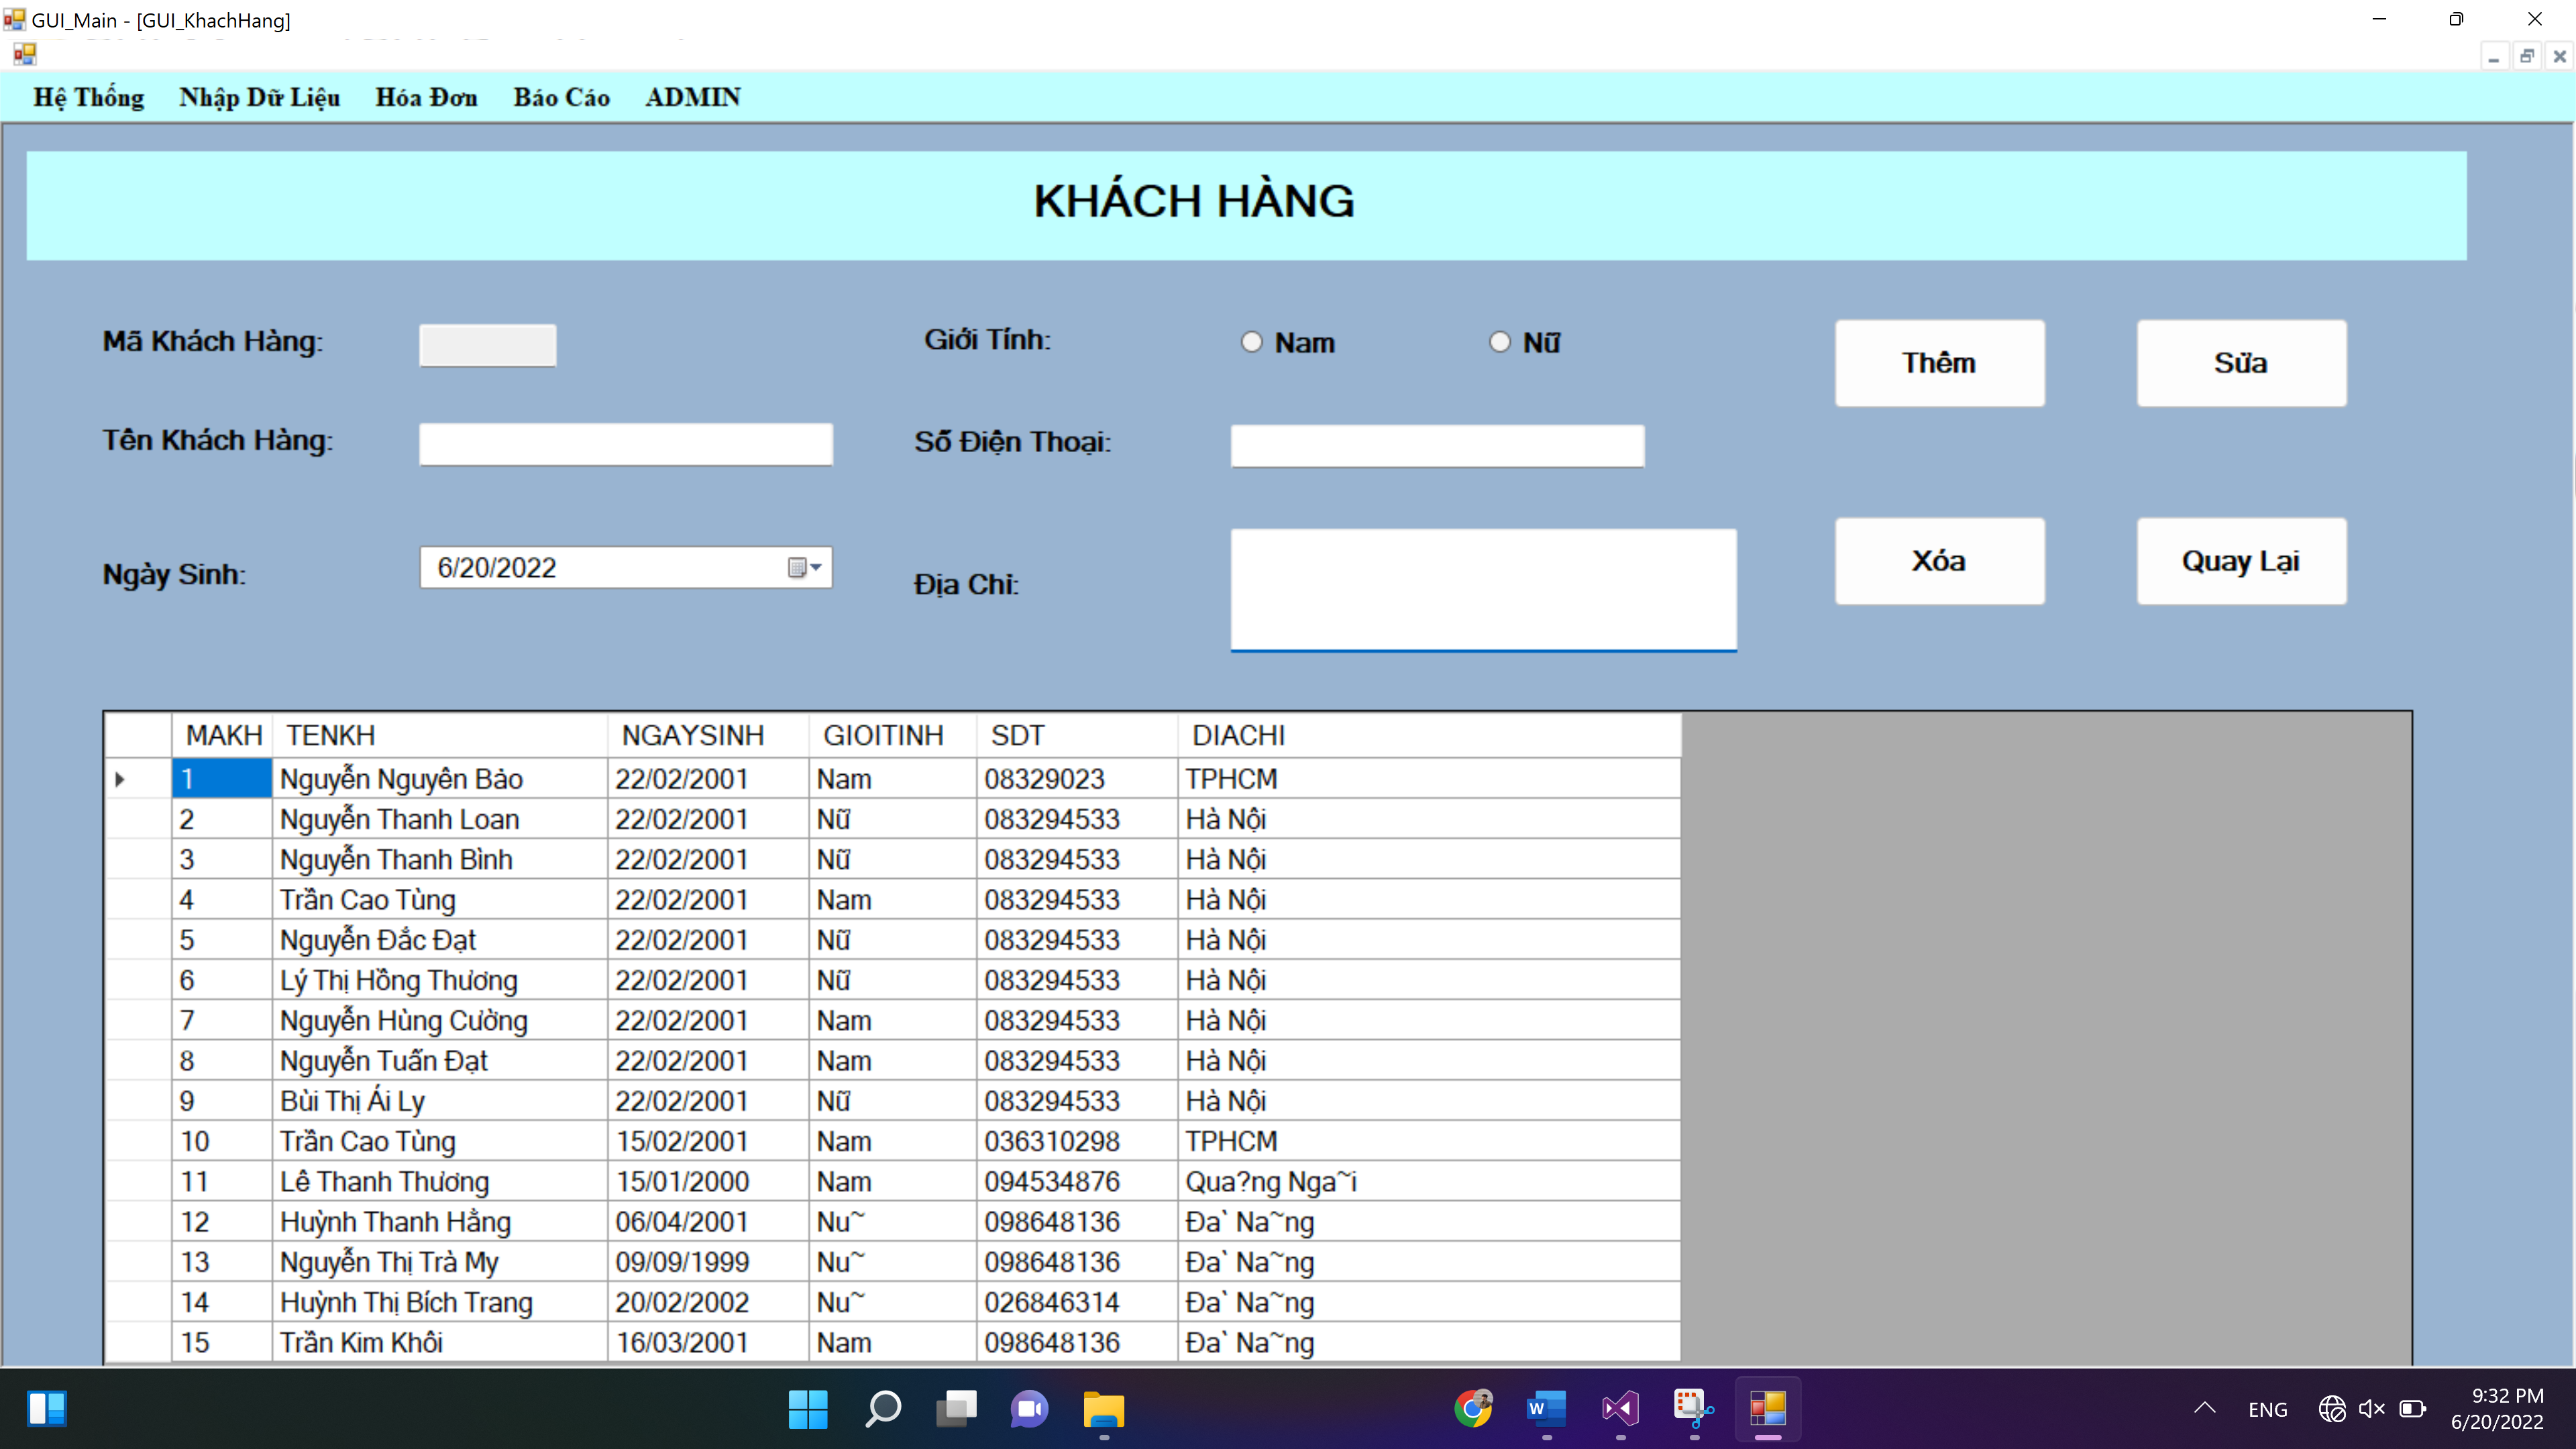 GUI_Main - [GUI_KhachHang]
Hệ Thống Nhập Dữ Liệu Hóa Đơn Báo Cáo ADMIN
KHÁCH HÀNG
Mã Khách Hàng: Giới Tính: Nam Nữ Thêm Sửa
Tên Khách Hàng: Số Điện Thoại:
Ngày Sinh: 6/20/2022 Địa Chỉ: Xóa Quay Lại
MAKH TENKH NGAYSINH GIOITINH SDT DIACHI
1 Nguyễn Nguyên Bảo 22/02/2001 Nam 08329023 TPHCM
2 Nguyễn Thanh Loan 22/02/2001 Nữ 083294533 Hà Nội
3 Nguyễn Thanh Bình 22/02/2001 Nữ 083294533 Hà Nội
4 Trần Cao Tùng 22/02/2001 Nam 083294533 Hà Nội
5 Nguyễn Đắc Đạt 22/02/2001 Nữ 083294533 Hà Nội
6 Lý Thị Hồng Thương 22/02/2001 Nữ 083294533 Hà Nội
7 Nguyễn Hùng Cường 22/02/2001 Nam 083294533 Hà Nội
8 Nguyễn Tuấn Đạt 22/02/2001 Nam 083294533 Hà Nội
9 Bùi Thị Ái Ly 22/02/2001 Nữ 083294533 Hà Nội
10 Trần Cao Tùng 15/02/2001 Nam 036310298 TPHCM
11 Lê Thanh Thương 15/01/2000 Nam 094534876 Qua?ng Nga~i
12 Huỳnh Thanh Hằng 06/04/2001 Nu~ 098648136 Đa` Na~ng
13 Nguyễn Thị Trà My 09/09/1999 Nu~ 098648136 Đa` Na~ng
14 Huỳnh Thị Bích Trang 20/02/2002 Nu~ 026846314 Đa` Na~ng
15 Trần Kim Khôi 16/03/2001 Nam 098648136 Đa` Na~ng
W ENG 9:32 PM
6/20/2022